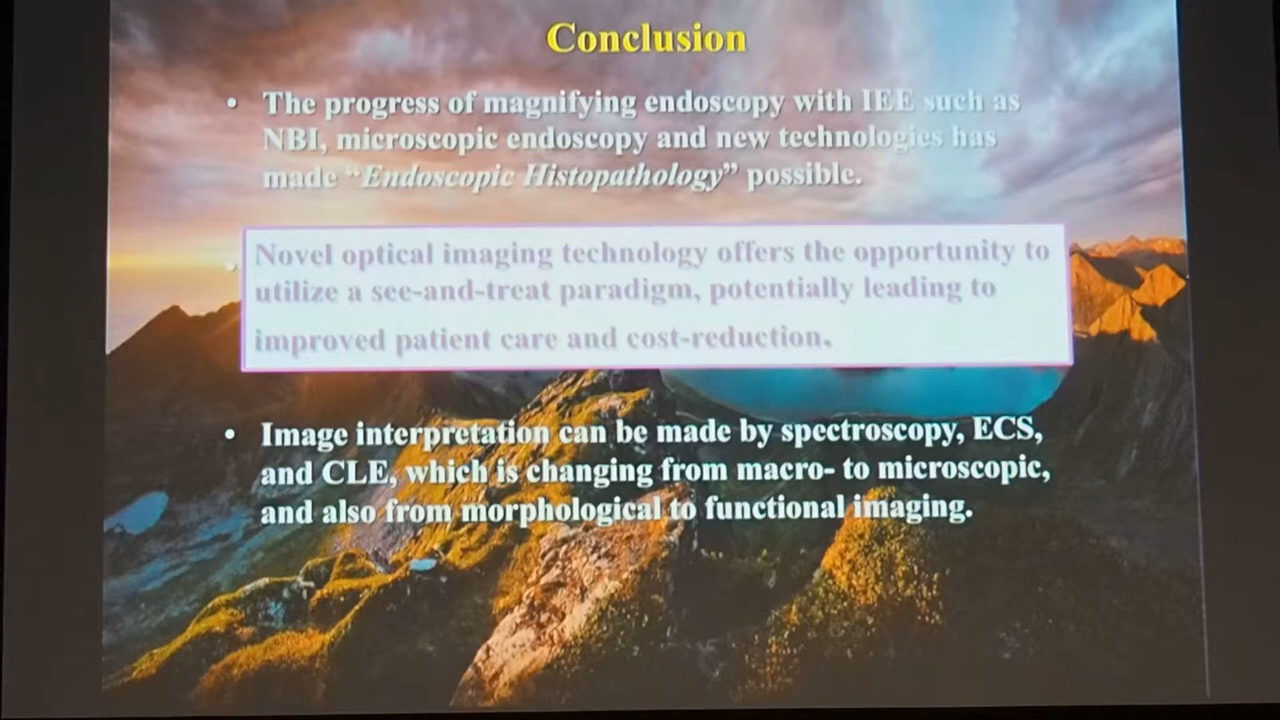 Conclusion
• The progress of magnifying endoscopy with IEE such as
NBI, microscopic endoscopy and new technologies has
made “Endoscopic Histopathology” possible.
• Novel optical imaging technology offers the opportunity to
utilize a see-and-treat paradigm, potentially leading to
improved patient care and cost-reduction.
• Image interpretation can be made by spectroscopy, ECS,
and CLE, which is changing from macro- to microscopic,
and also from morphological to functional imaging.